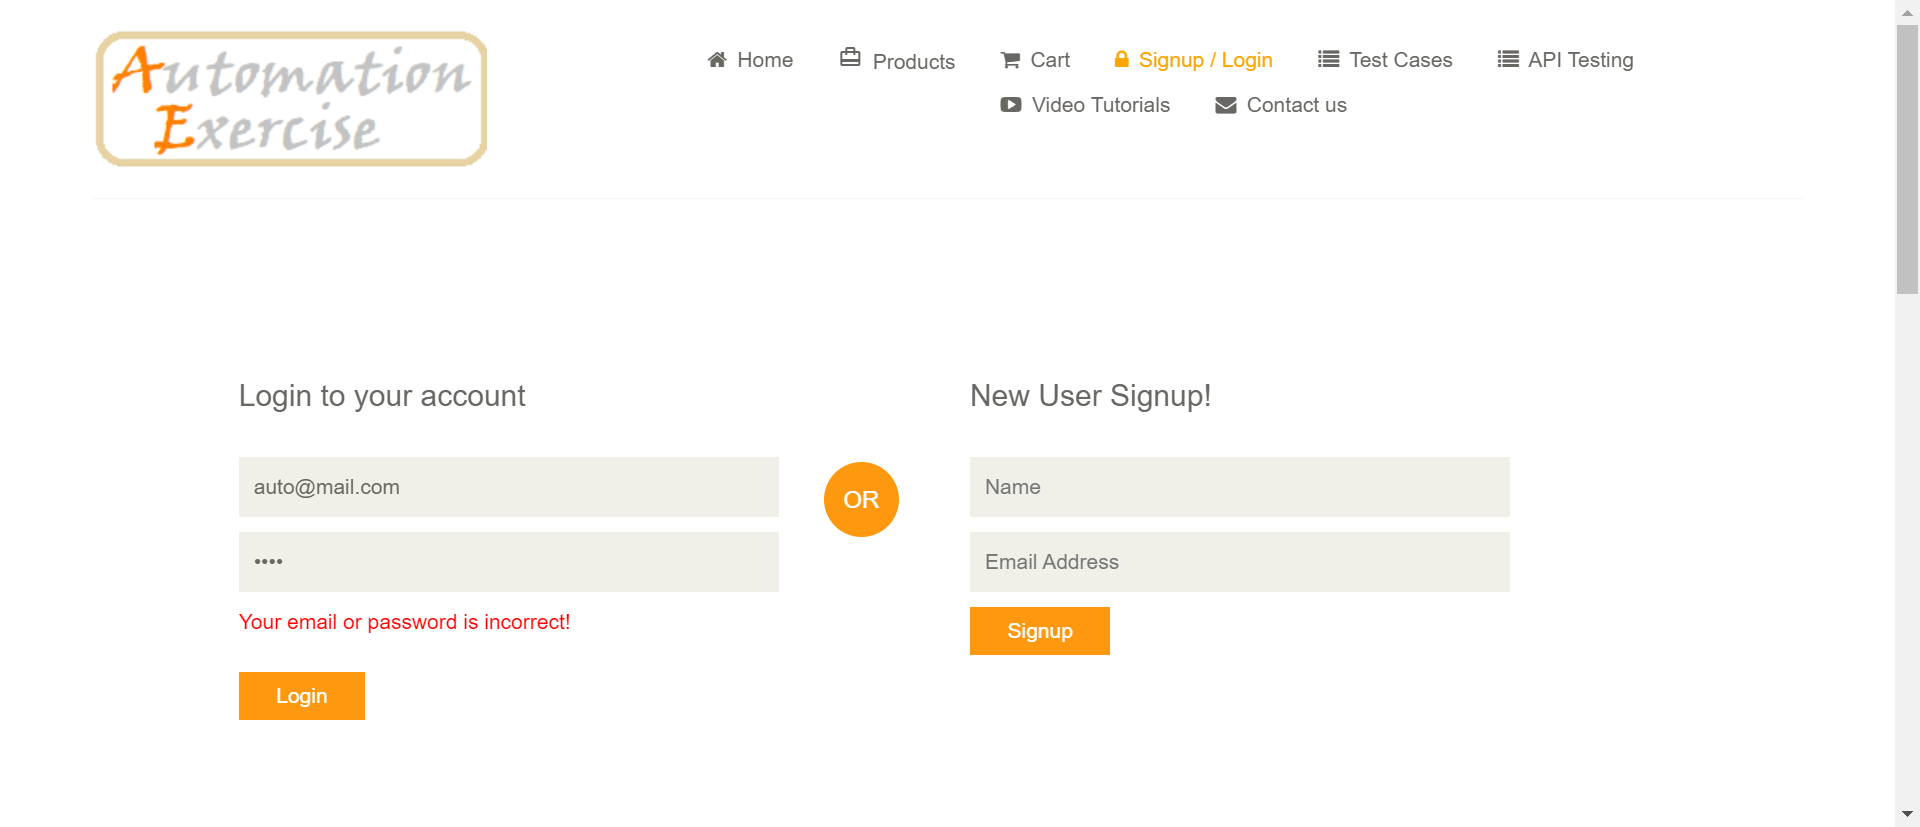 Automation
Exercise
Home Products Cart Signup / Login Test Cases API Testing
Video Tutorials Contact us
Login to your account
auto@mail.com
••••
Your email or password is incorrect!
Login
OR
New User Signup!
Name
Email Address
Signup